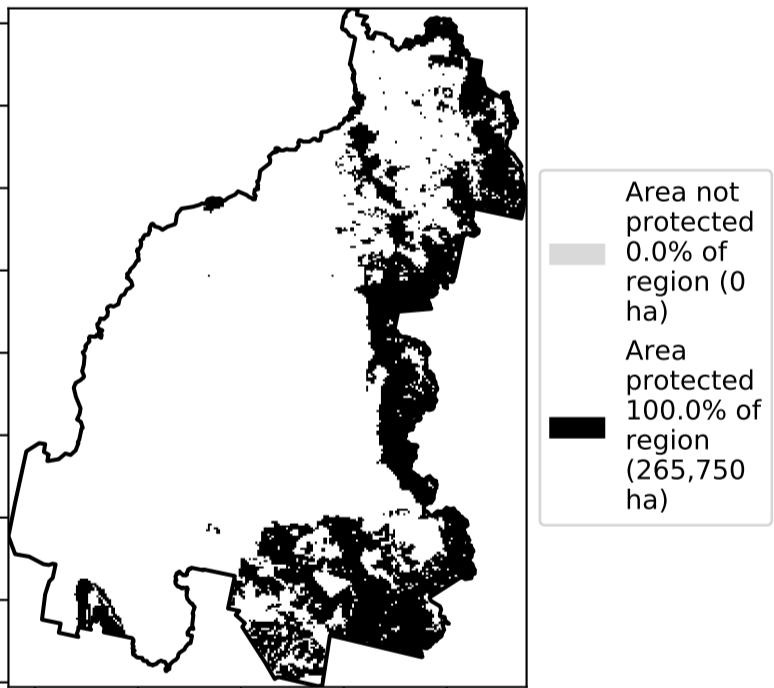 Area not
protected
0.0% of
region (0
ha)
Area
protected
100.0% of
region
(265,750
ha)